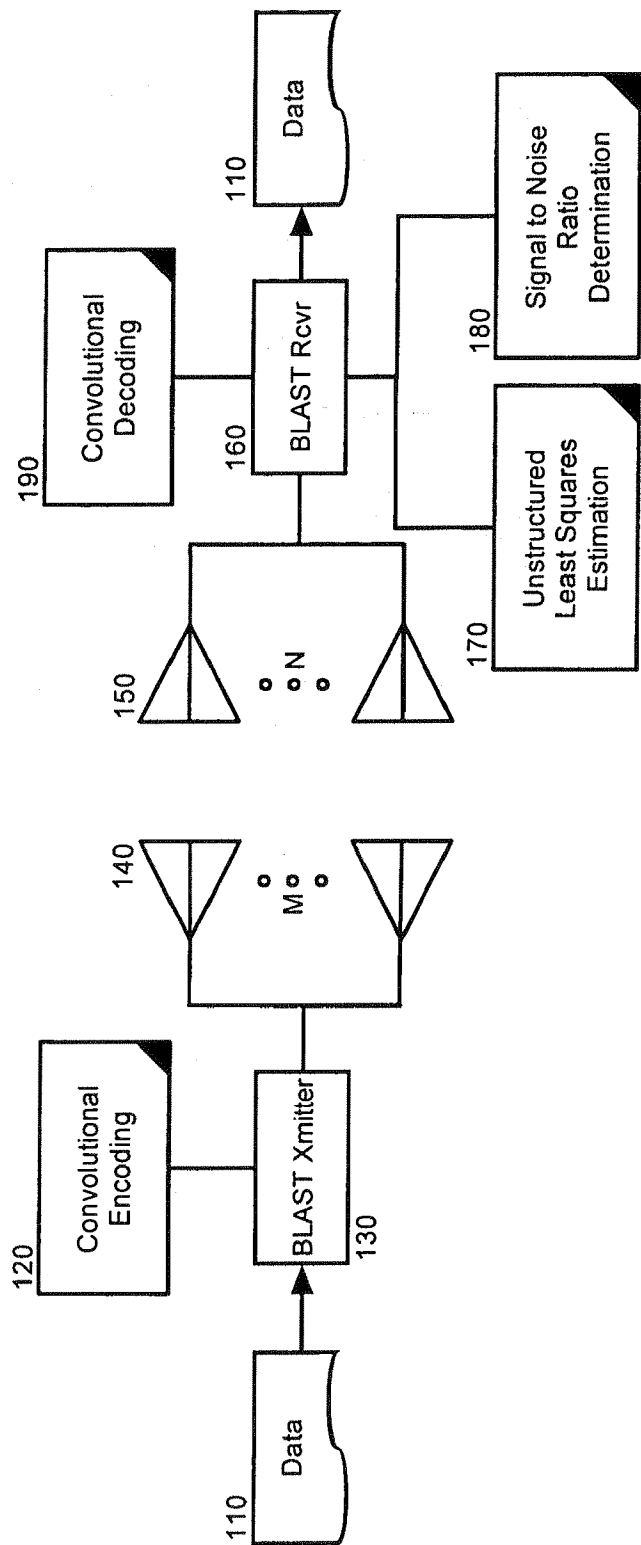 110
Data
120
Convolutional
Encoding
BLAST Xmitter
130
140
M
150
N
190
Convolutional
Decoding
160
BLAST Rcvr
110
Data
170
Unstructured
Least Squares
Estimation
180
Signal to Noise
Ratio
Determination